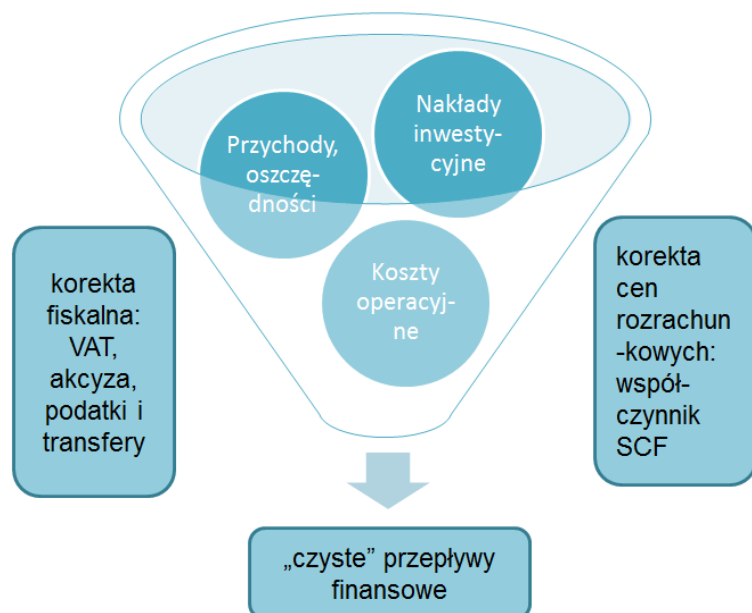 Nakłady
inwesty-
cyjne
Przychody,
oszczę-
dności
Koszty
operacyj-
ne
korekta
fiskalna:
VAT,
akcyza,
podatki i
transfery
korekta
cen
rozrachun
-kowych:
współ-
czynnik
SCF
„czyste” przepływy
finansowe